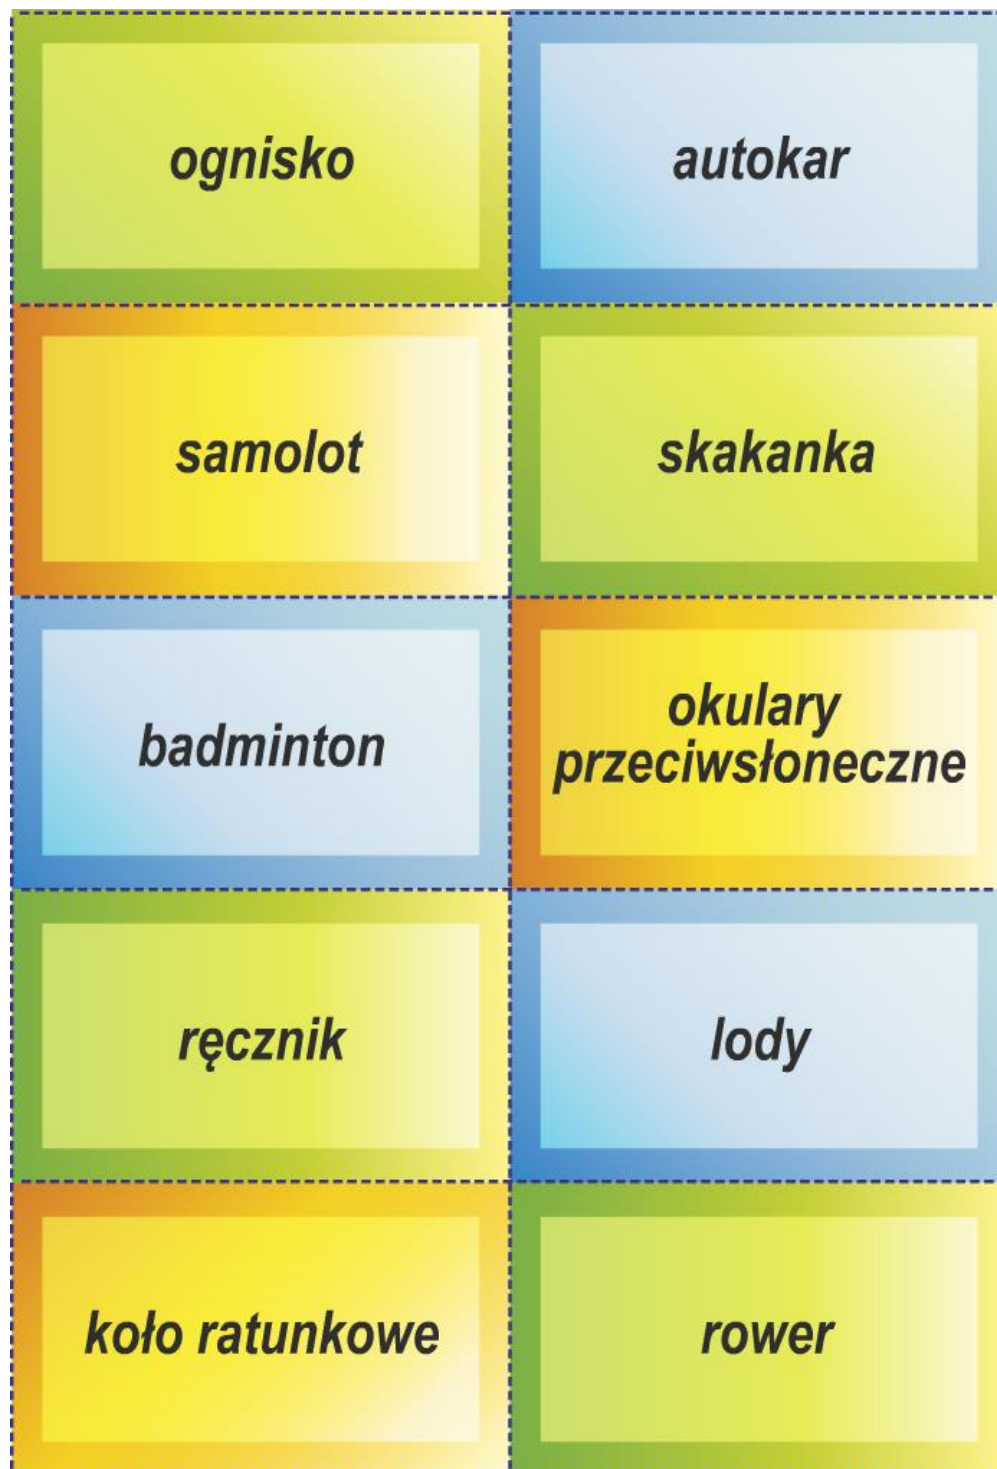 ognisko
autokar
samolot
skakanka
badminton
okulary
przeciwsłoneczne
ręcznik
lody
koło ratunkowe
rower